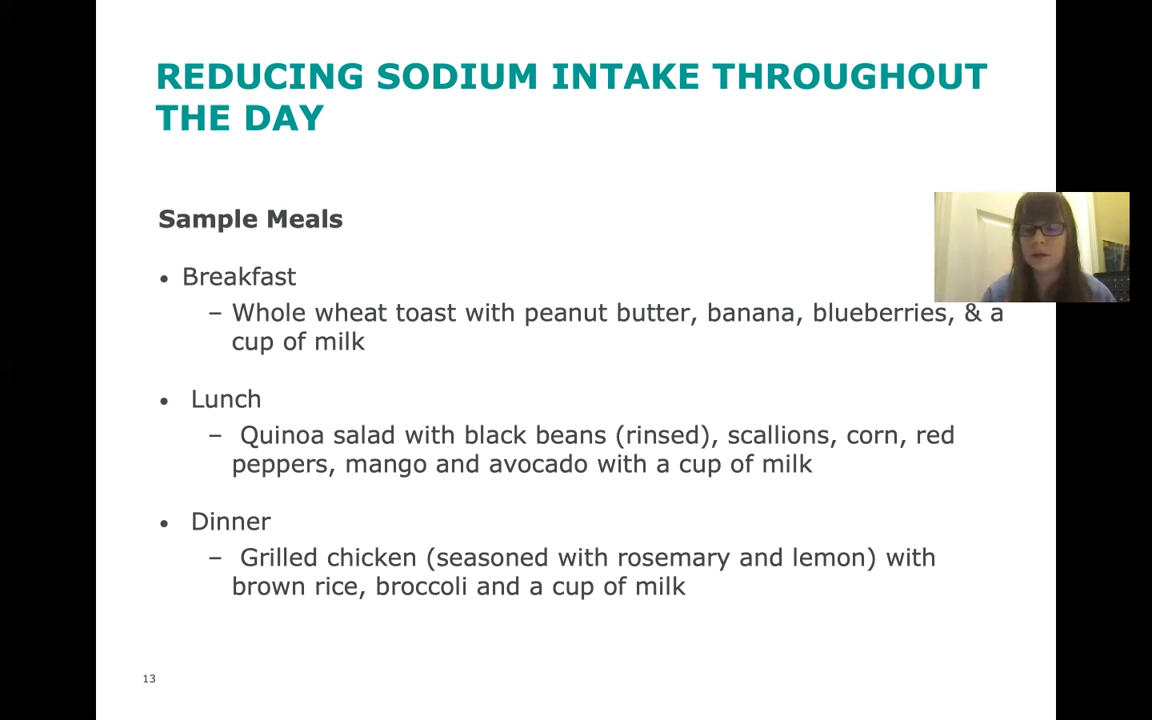 REDUCING SODIUM INTAKE THROUGHOUT
THE DAY
Sample Meals
• Breakfast
– Whole wheat toast with peanut butter, banana, blueberries, & a
cup of milk
• Lunch
– Quinoa salad with black beans (rinsed), scallions, corn, red
peppers, mango and avocado with a cup of milk
• Dinner
– Grilled chicken (seasoned with rosemary and lemon) with
brown rice, broccoli and a cup of milk
13